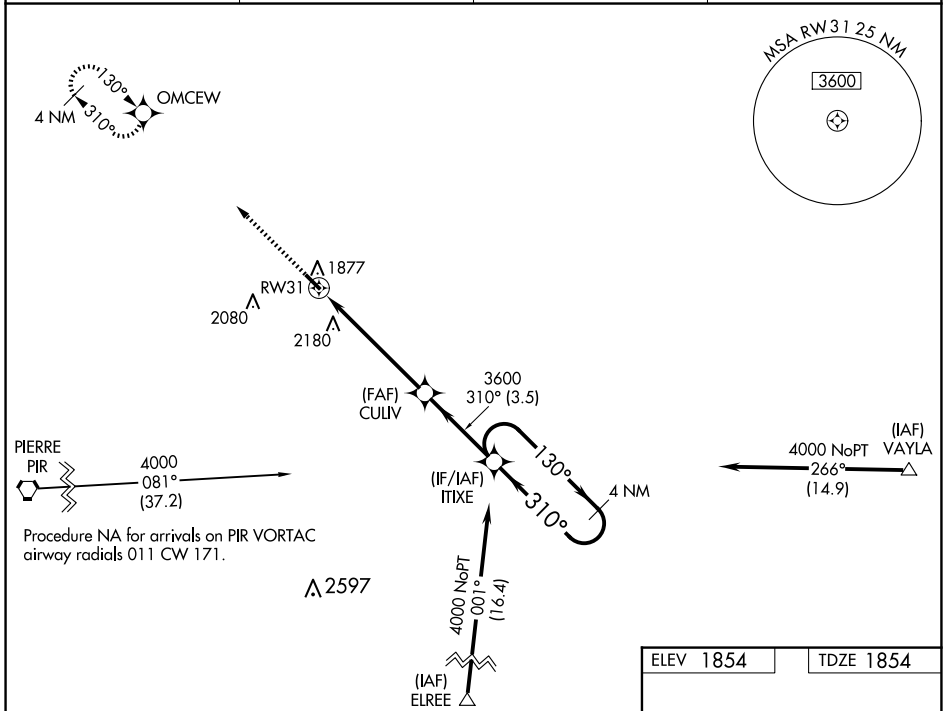 MSA RW31 25 NM
3600
130°
OMCEW
4 NM
310°
1877
RW31
2080
2180
3600
310° (3.5)
(FAF)
CULIV
PIERRE
PIR
4000
081°
(37.2)
(IF/IAF)
ITIXE
130°
4 NM
310°
4000 NoPT
266°
(14.9)
(IAF)
VAYLA
Procedure NA for arrivals on PIR VORTAC
airway radials 011 CW 171.
2597
4000 NoPT
001°
(16.4)
(IAF)
ELREE
ELEV 1854
TDZE 1854